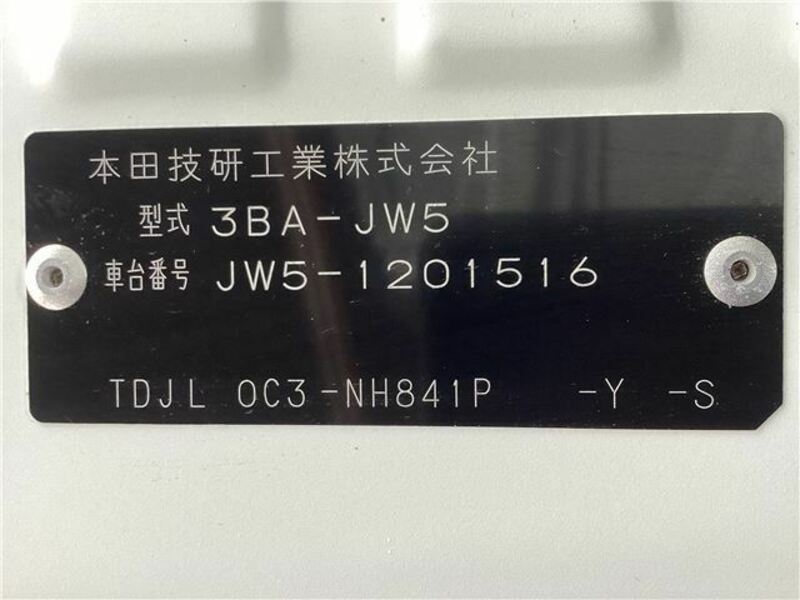 本田技研工業株式会社
型式 3BA-JW5
車台番号 JW5-1201516
TDJL 0C3-NH841P -Y -S